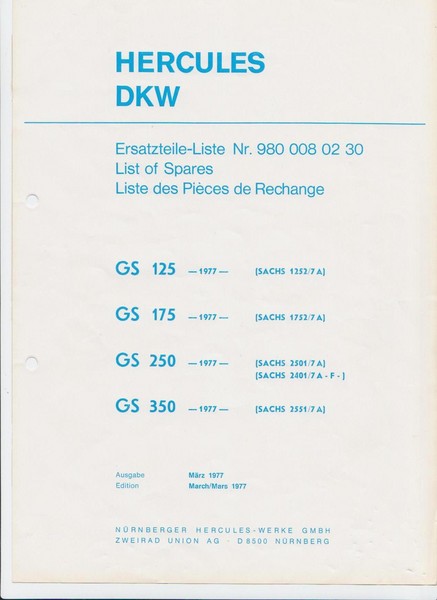 HERCULES
DKW
Ersatzteile-Liste Nr. 980 008 02 30
List of Spares
Liste des Pièces de Rechange
GS 125 —1977— (SACHS 1252/7A)
GS 175 —1977— (SACHS 1752/7A)
GS 250 —1977— (SACHS 2501/7A)
(SACHS 2401/7A - F - )
GS 350 —1977— (SACHS 2551/7A)
Ausgabe März 1977
Edition March/Mars 1977
NÜRNBERGER HERCULES-WERKE GMBH
ZWEIRAD UNION AG · D 8500 NÜRNBERG